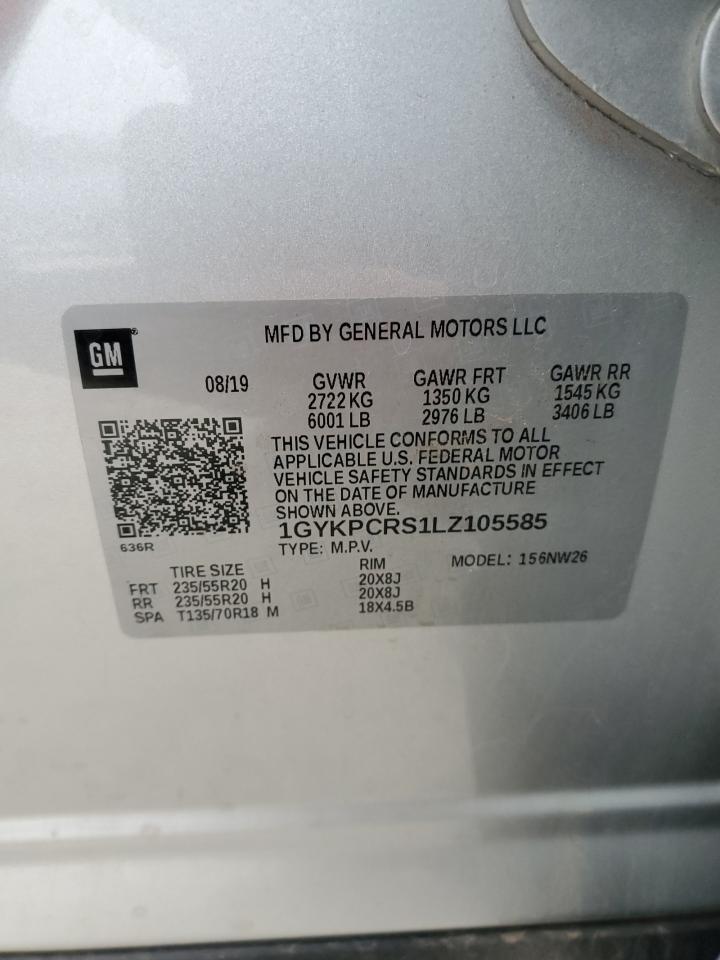 GM
MFD BY GENERAL MOTORS LLC
08/19
GVWR GAWR FRT GAWR RR
2722 KG 1350 KG 1545 KG
6001 LB 2976 LB 3406 LB
THIS VEHICLE CONFORMS TO ALL
APPLICABLE U.S. FEDERAL MOTOR
VEHICLE SAFETY STANDARDS IN EFFECT
ON THE DATE OF MANUFACTURE
SHOWN ABOVE.
1GYKPCRS1LZ105585
636R
TYPE: M.P.V. MODEL: 156NW26
TIRE SIZE RIM
FRT 235/55R20 H 20X8J
RR 235/55R20 H 20X8J
SPA T135/70R18 M 18X4.5B